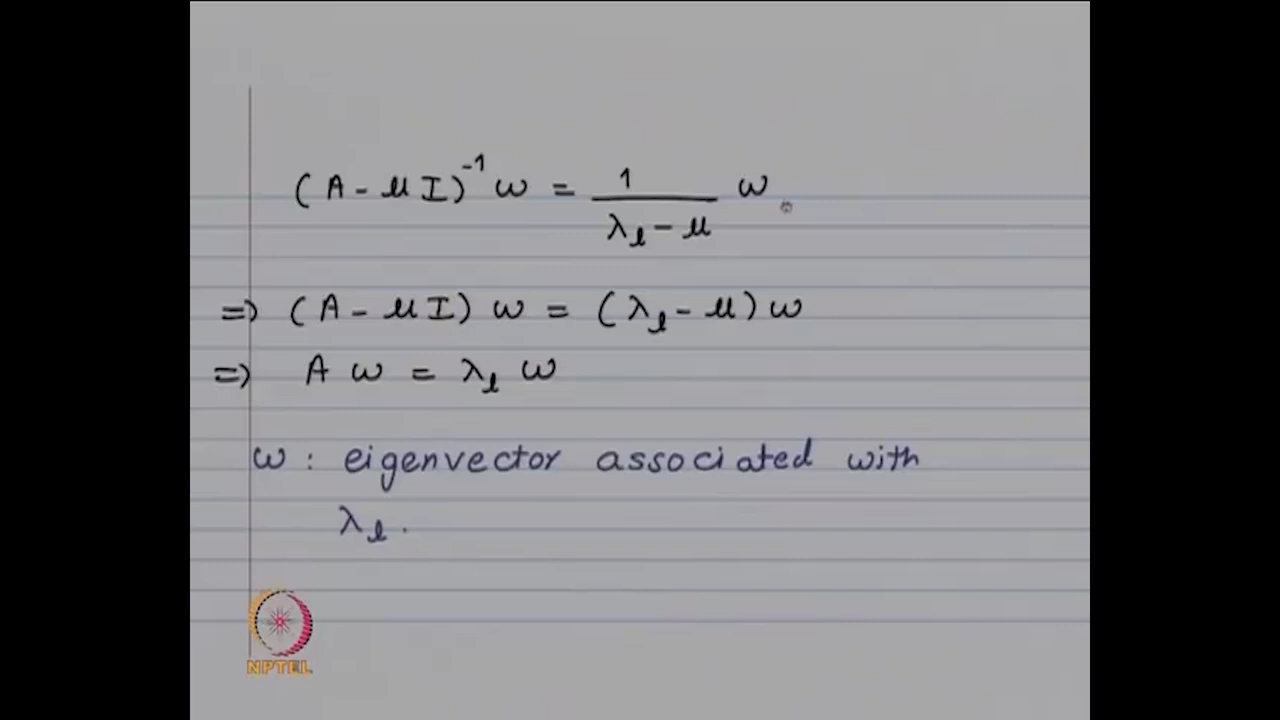 (A - μI)⁻¹ w = 1/(λₗ - μ) w
=> (A - μI) w = (λₗ - μ) w
=> A w = λₗ w
w : eigenvector associated with
λₗ.
NPTEL